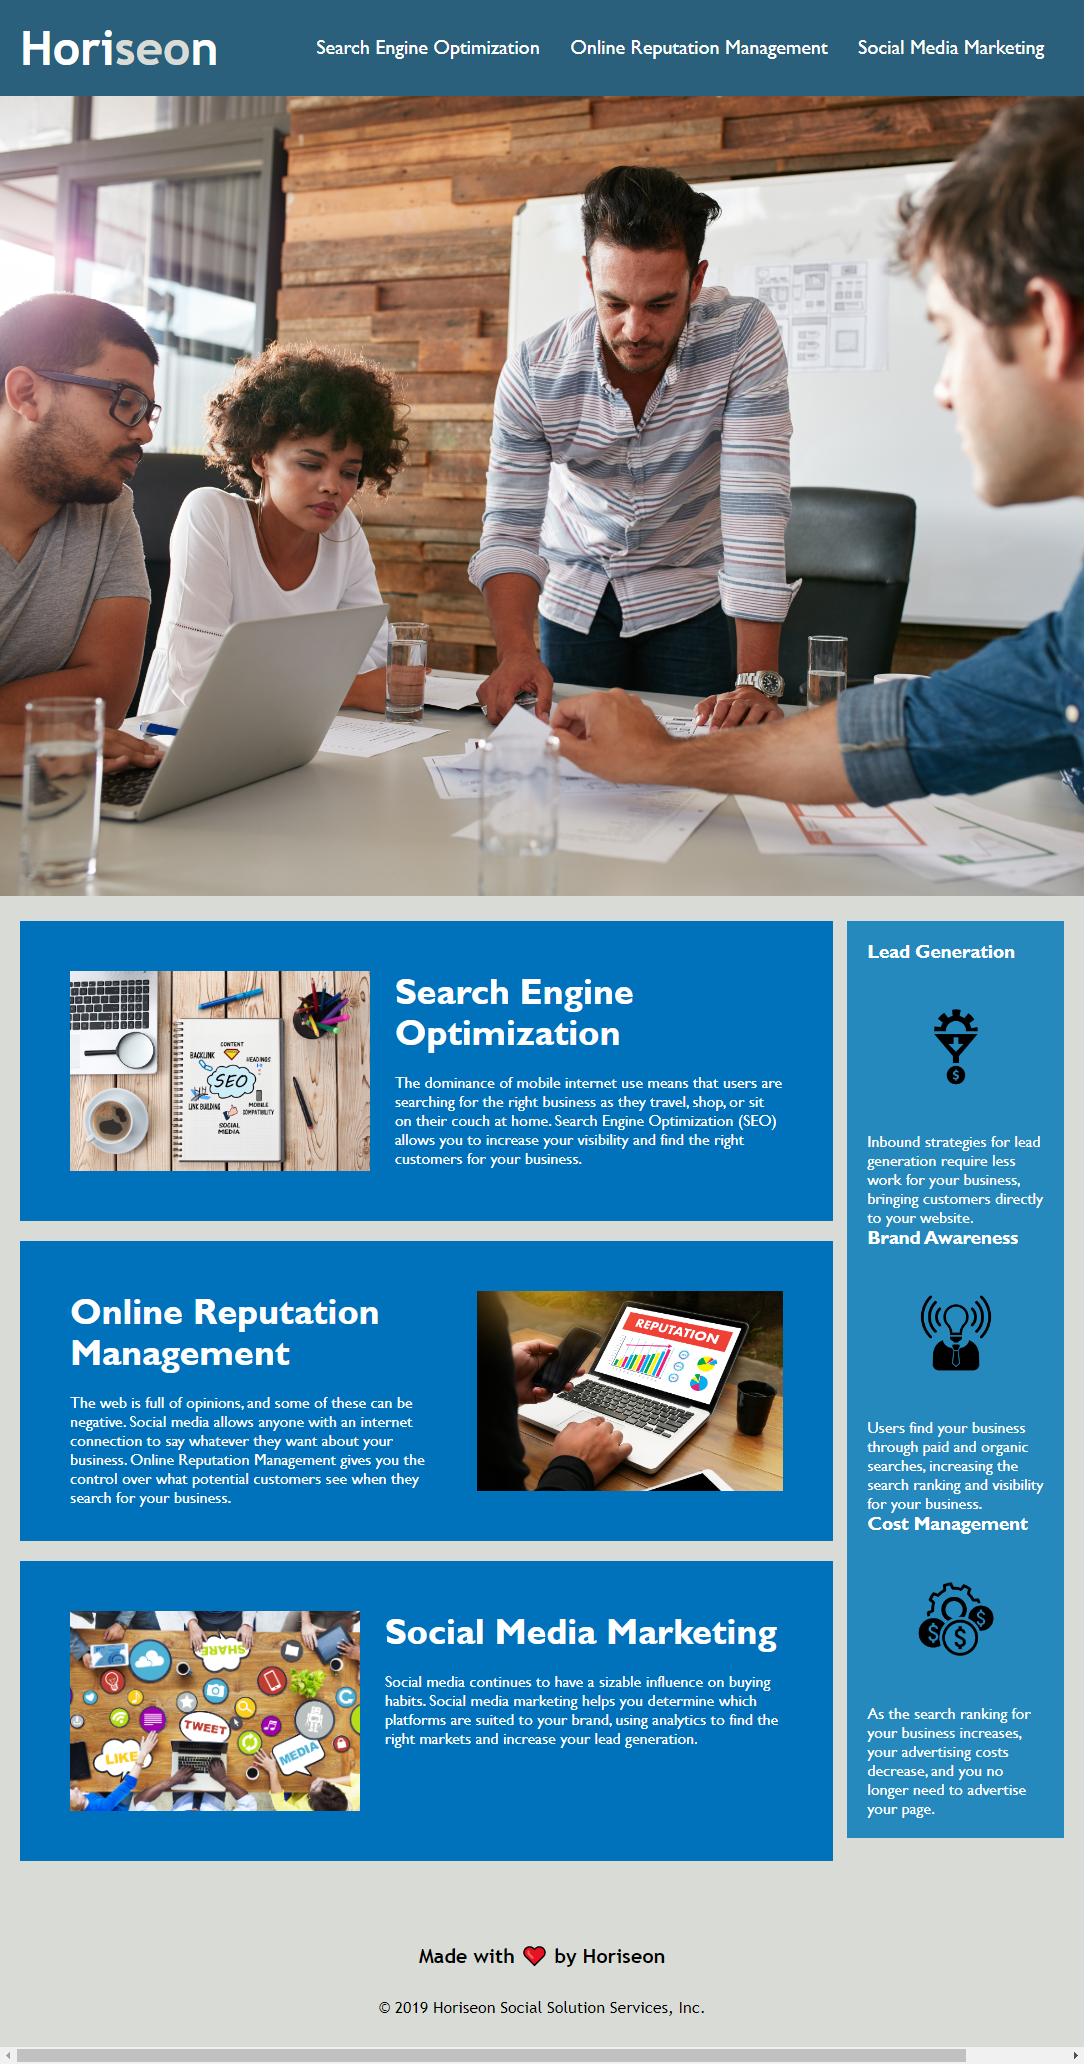 Horiseon
Search Engine Optimization
Online Reputation Management
Social Media Marketing
CONTENT
BACKLINK
HEADINGS
SEO
LINK BUILDING
MOBILE
COMPATIBILITY
SOCIAL
MEDIA
Search Engine
Optimization
The dominance of mobile internet use means that users are
searching for the right business as they travel, shop, or sit
on their couch at home. Search Engine Optimization (SEO)
allows you to increase your visibility and find the right
customers for your business.
Online Reputation
Management
The web is full of opinions, and some of these can be
negative. Social media allows anyone with an internet
connection to say whatever they want about your
business. Online Reputation Management gives you the
control over what potential customers see when they
search for your business.
REPUTATION
SHARE
TWEET
LIKE
MEDIA
Social Media Marketing
Social media continues to have a sizable influence on buying
habits. Social media marketing helps you determine which
platforms are suited to your brand, using analytics to find the
right markets and increase your lead generation.
Lead Generation
$
Inbound strategies for lead
generation require less
work for your business,
bringing customers directly
to your website.
Brand Awareness
Users find your business
through paid and organic
searches, increasing the
search ranking and visibility
for your business.
Cost Management
$ $ $
As the search ranking for
your business increases,
your advertising costs
decrease, and you no
longer need to advertise
your page.
Made with ❤️ by Horiseon
© 2019 Horiseon Social Solution Services, Inc.